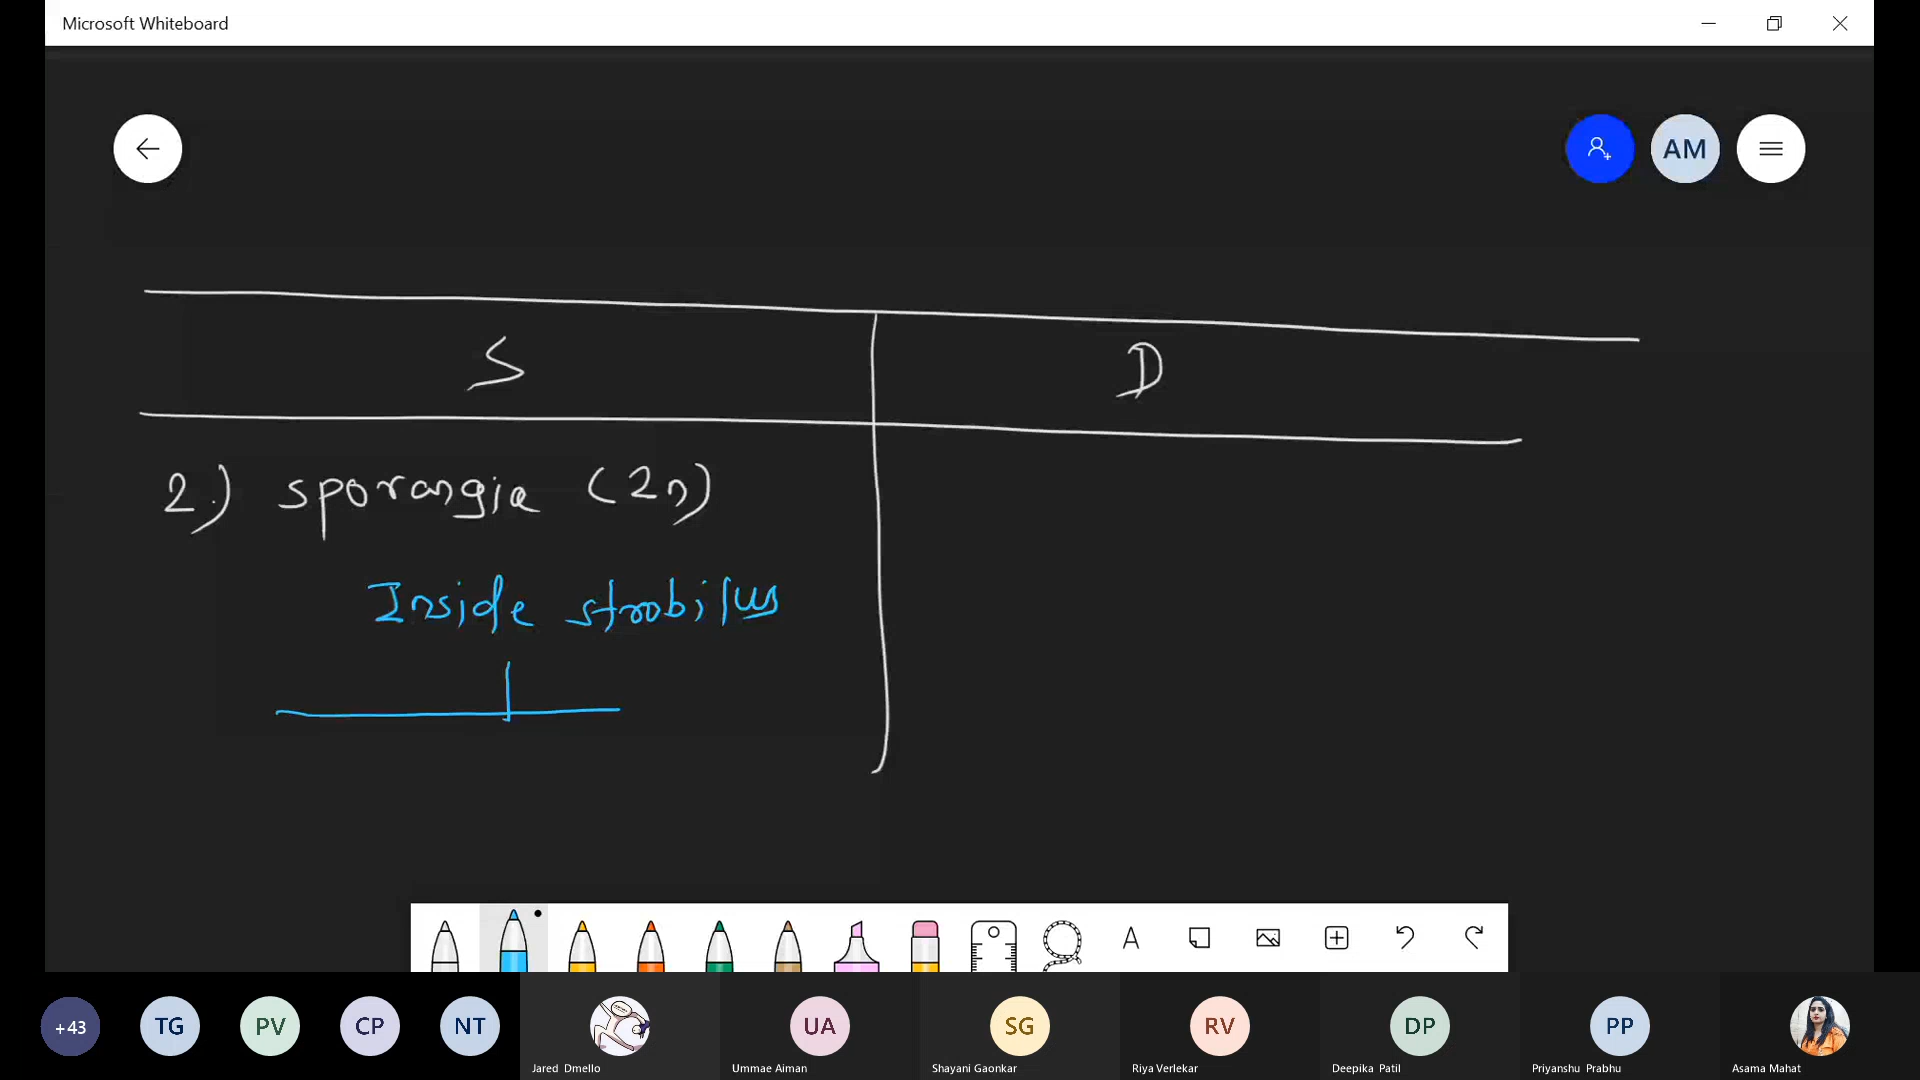 Microsoft Whiteboard
AM
S D
2.) sporangia (2n)
Inside strobilus
A
+43 TG PV CP NT UA SG RV DP PP
Jared Dmello Ummae Aiman Shayani Gaonkar Riya Verlekar Deepika Patil Priyanshu Prabhu Asama Mahat